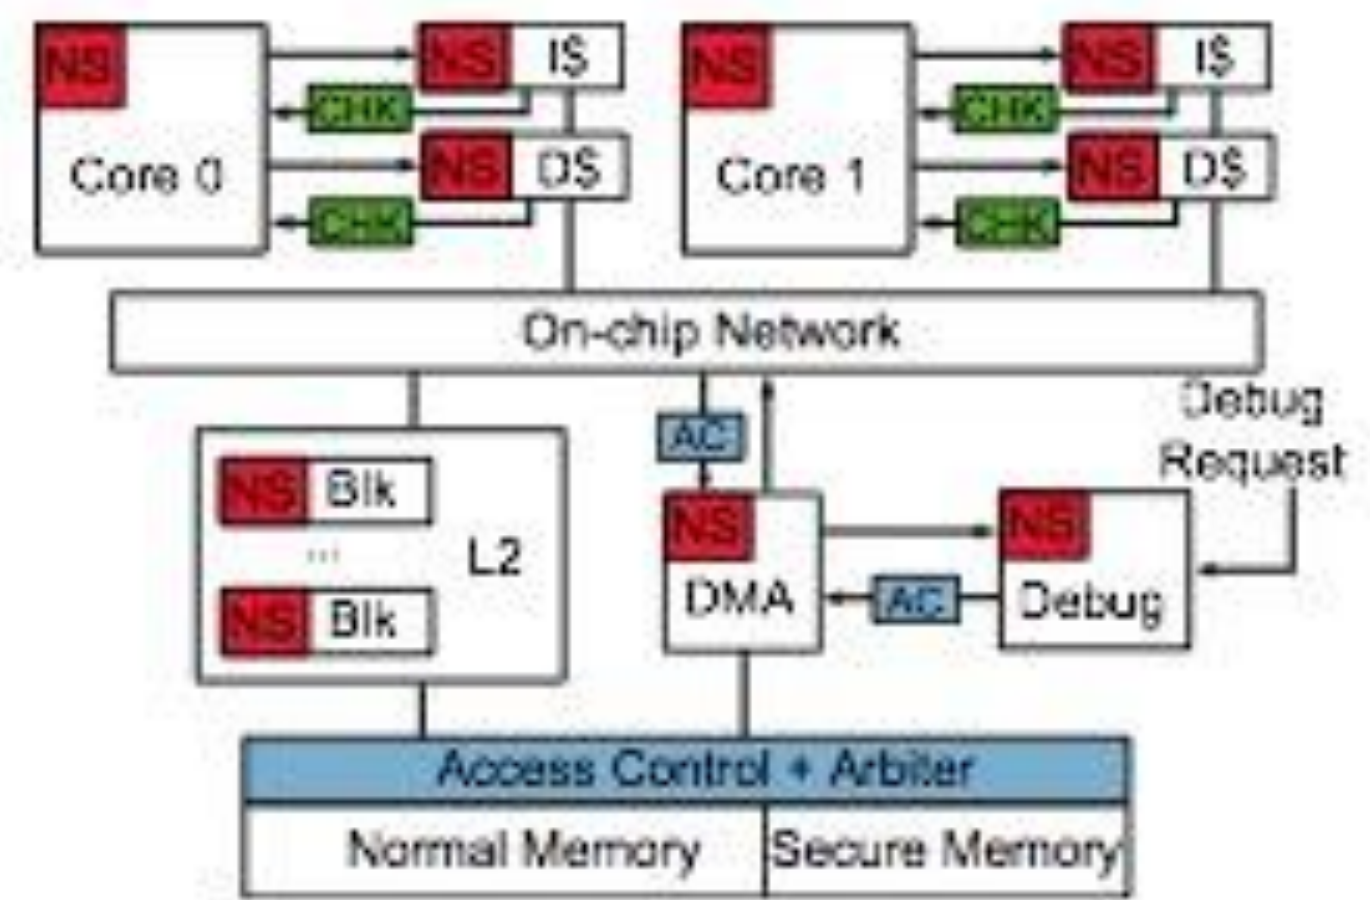 NS
Core 0
NS I$
CHK
NS D$
CHK
NS
Core 1
NS I$
CHK
NS D$
CHK
On-chip Network
NS Blk
...
NS Blk
L2
AC
NS
DMA
AC
NS
Debug
Debug
Request
Access Control + Arbiter
Normal Memory
Secure Memory